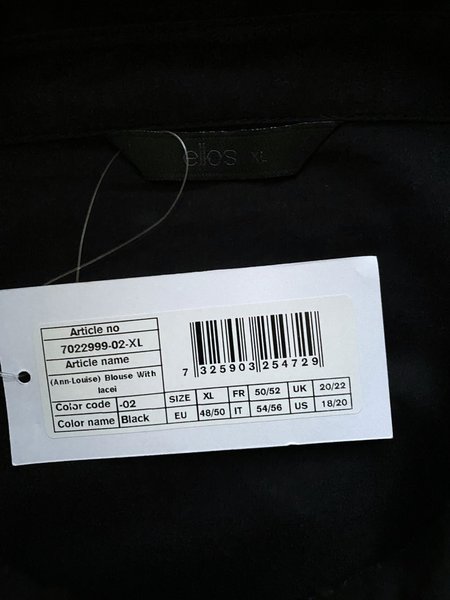 ellos XL
Article no
7022999-02-XL
Article name
(Ann-Louise) Blouse With
lacei
Color code -02
Color name Black
7 325903 254729
SIZE XL FR 50/52 UK 20/22
EU 48/50 IT 54/56 US 18/20